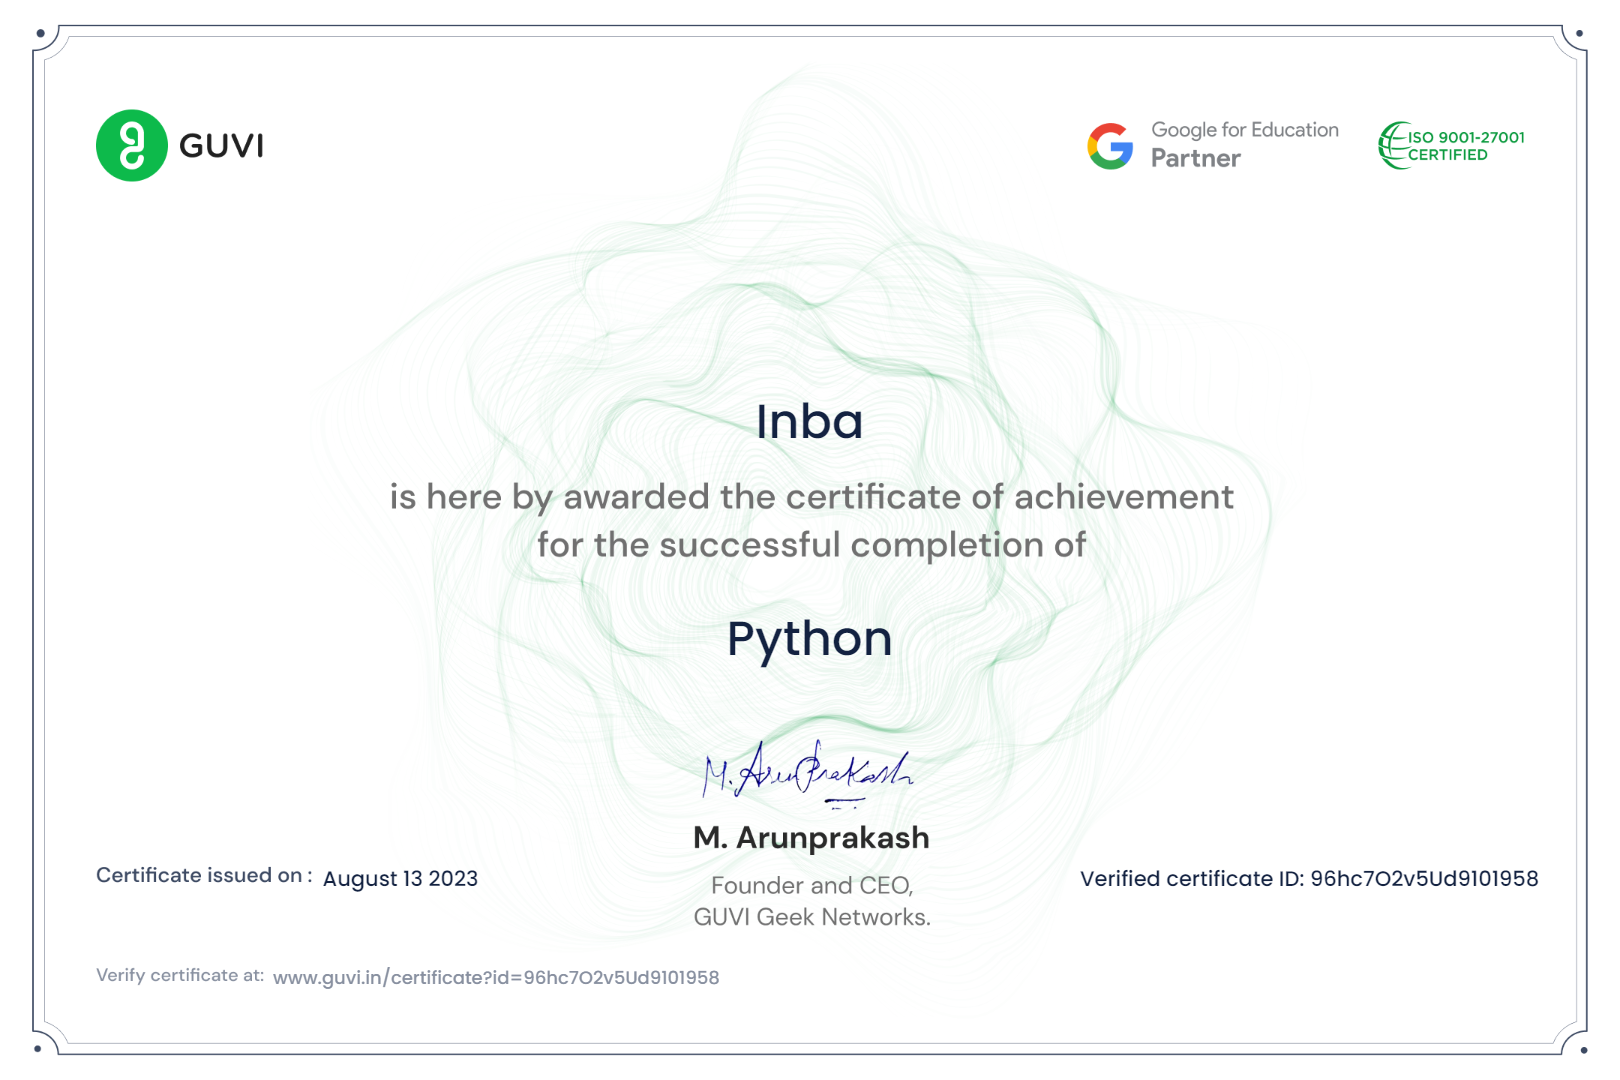 GUVI
Google for Education
Partner
ISO 9001-27001
CERTIFIED
Inba
is here by awarded the certificate of achievement
for the successful completion of
Python
M. ArunPrakash
M. Arunprakash
Founder and CEO,
GUVI Geek Networks.
Certificate issued on : August 13 2023
Verified certificate ID: 96hc7O2v5Ud9101958
Verify certificate at: www.guvi.in/certificate?id=96hc7O2v5Ud9101958